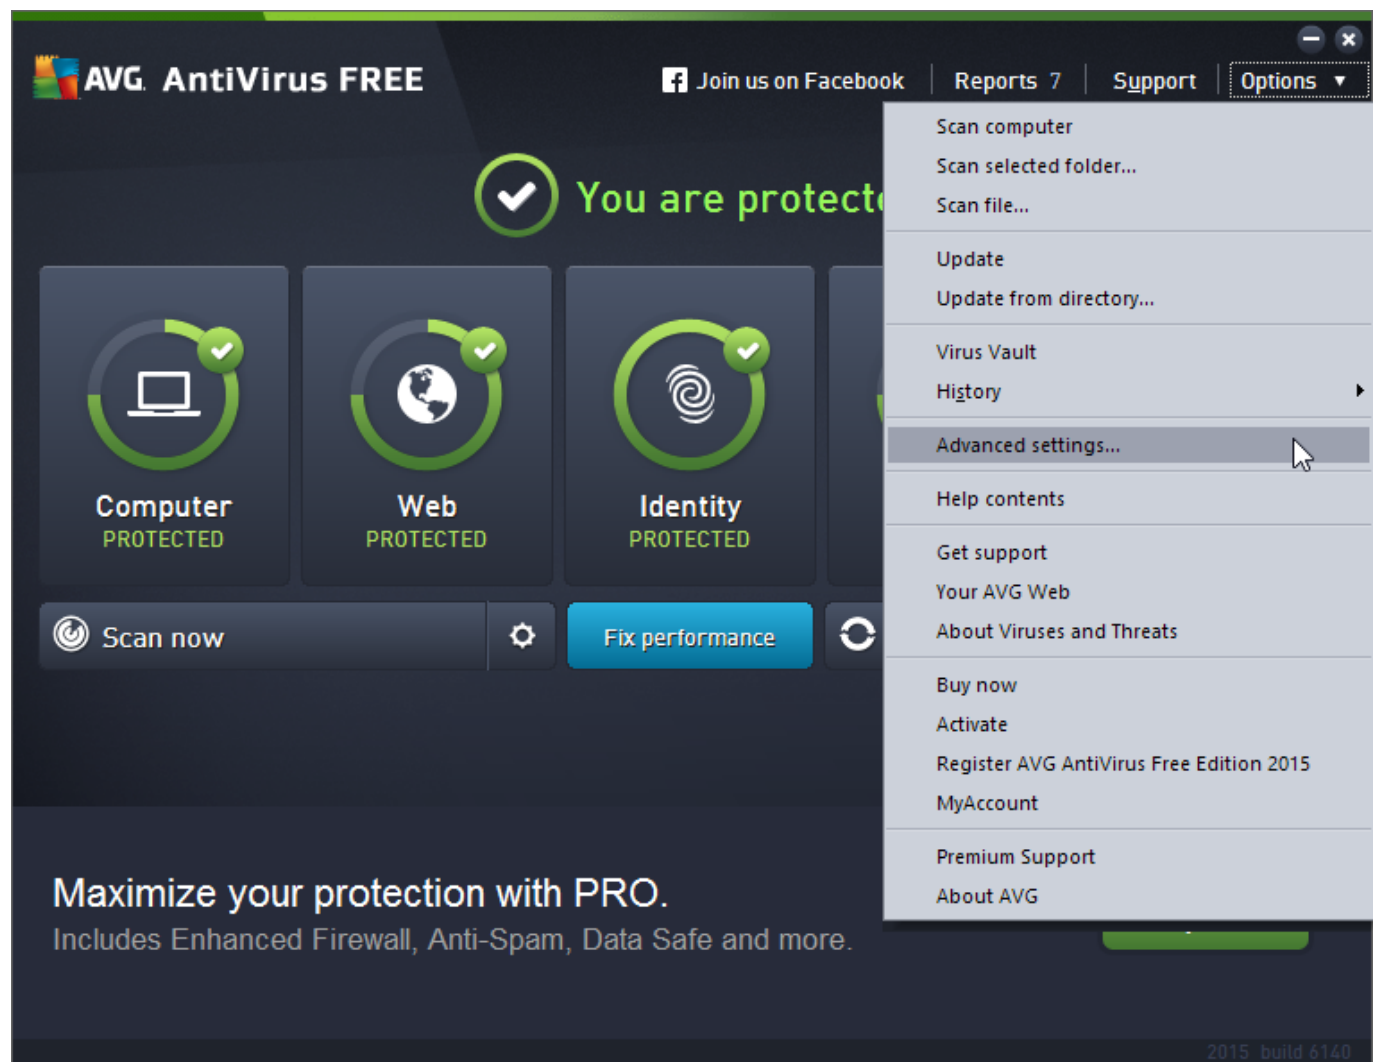 AVG. AntiVirus FREE
Join us on Facebook
Reports 7
Support
Options
You are
Scan computer
Scan selected folder...
Scan file...
Update
Update from directory...
Virus Vault
History
Advanced settings...
Help contents
Get support
Your AVG Web
About Viruses and Threats
Buy now
Activate
Register AVG AntiVirus Free Edition 2015
MyAccount
Premium Support
About AVG
Computer
PROTECTED
Web
PROTECTED
Identity
PROTECTED
Scan now
Fix performance
Maximize your protection with PRO.
Includes Enhanced Firewall, Anti-Spam, Data Safe and more.
2015 build 6140